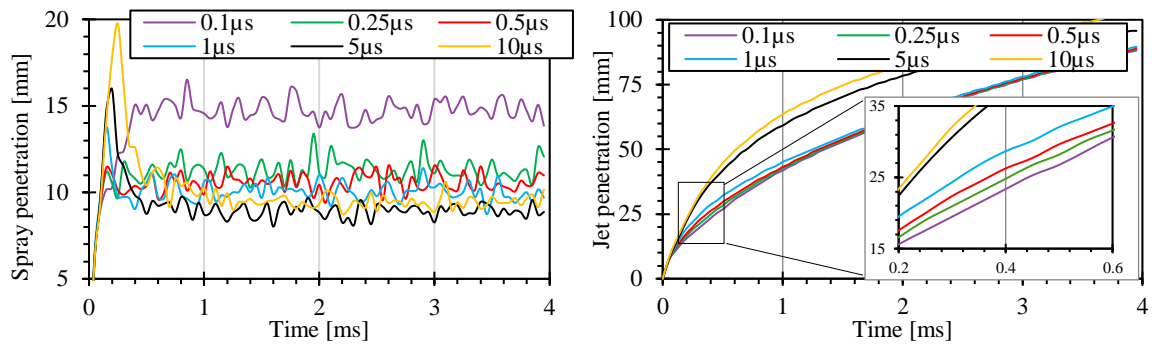 0.1µs 0.25µs 0.5µs
1µs 5µs 10µs
Spray penetration [mm]
20
15
10
5
0 1 2 3 4
Time [ms]
0.1µs 0.25µs 0.5µs
1µs 5µs 10µs
Jet penetration [mm]
100
75
50
25
0
0 1 2 3 4
Time [ms]
35
25
15
0.2 0.4 0.6